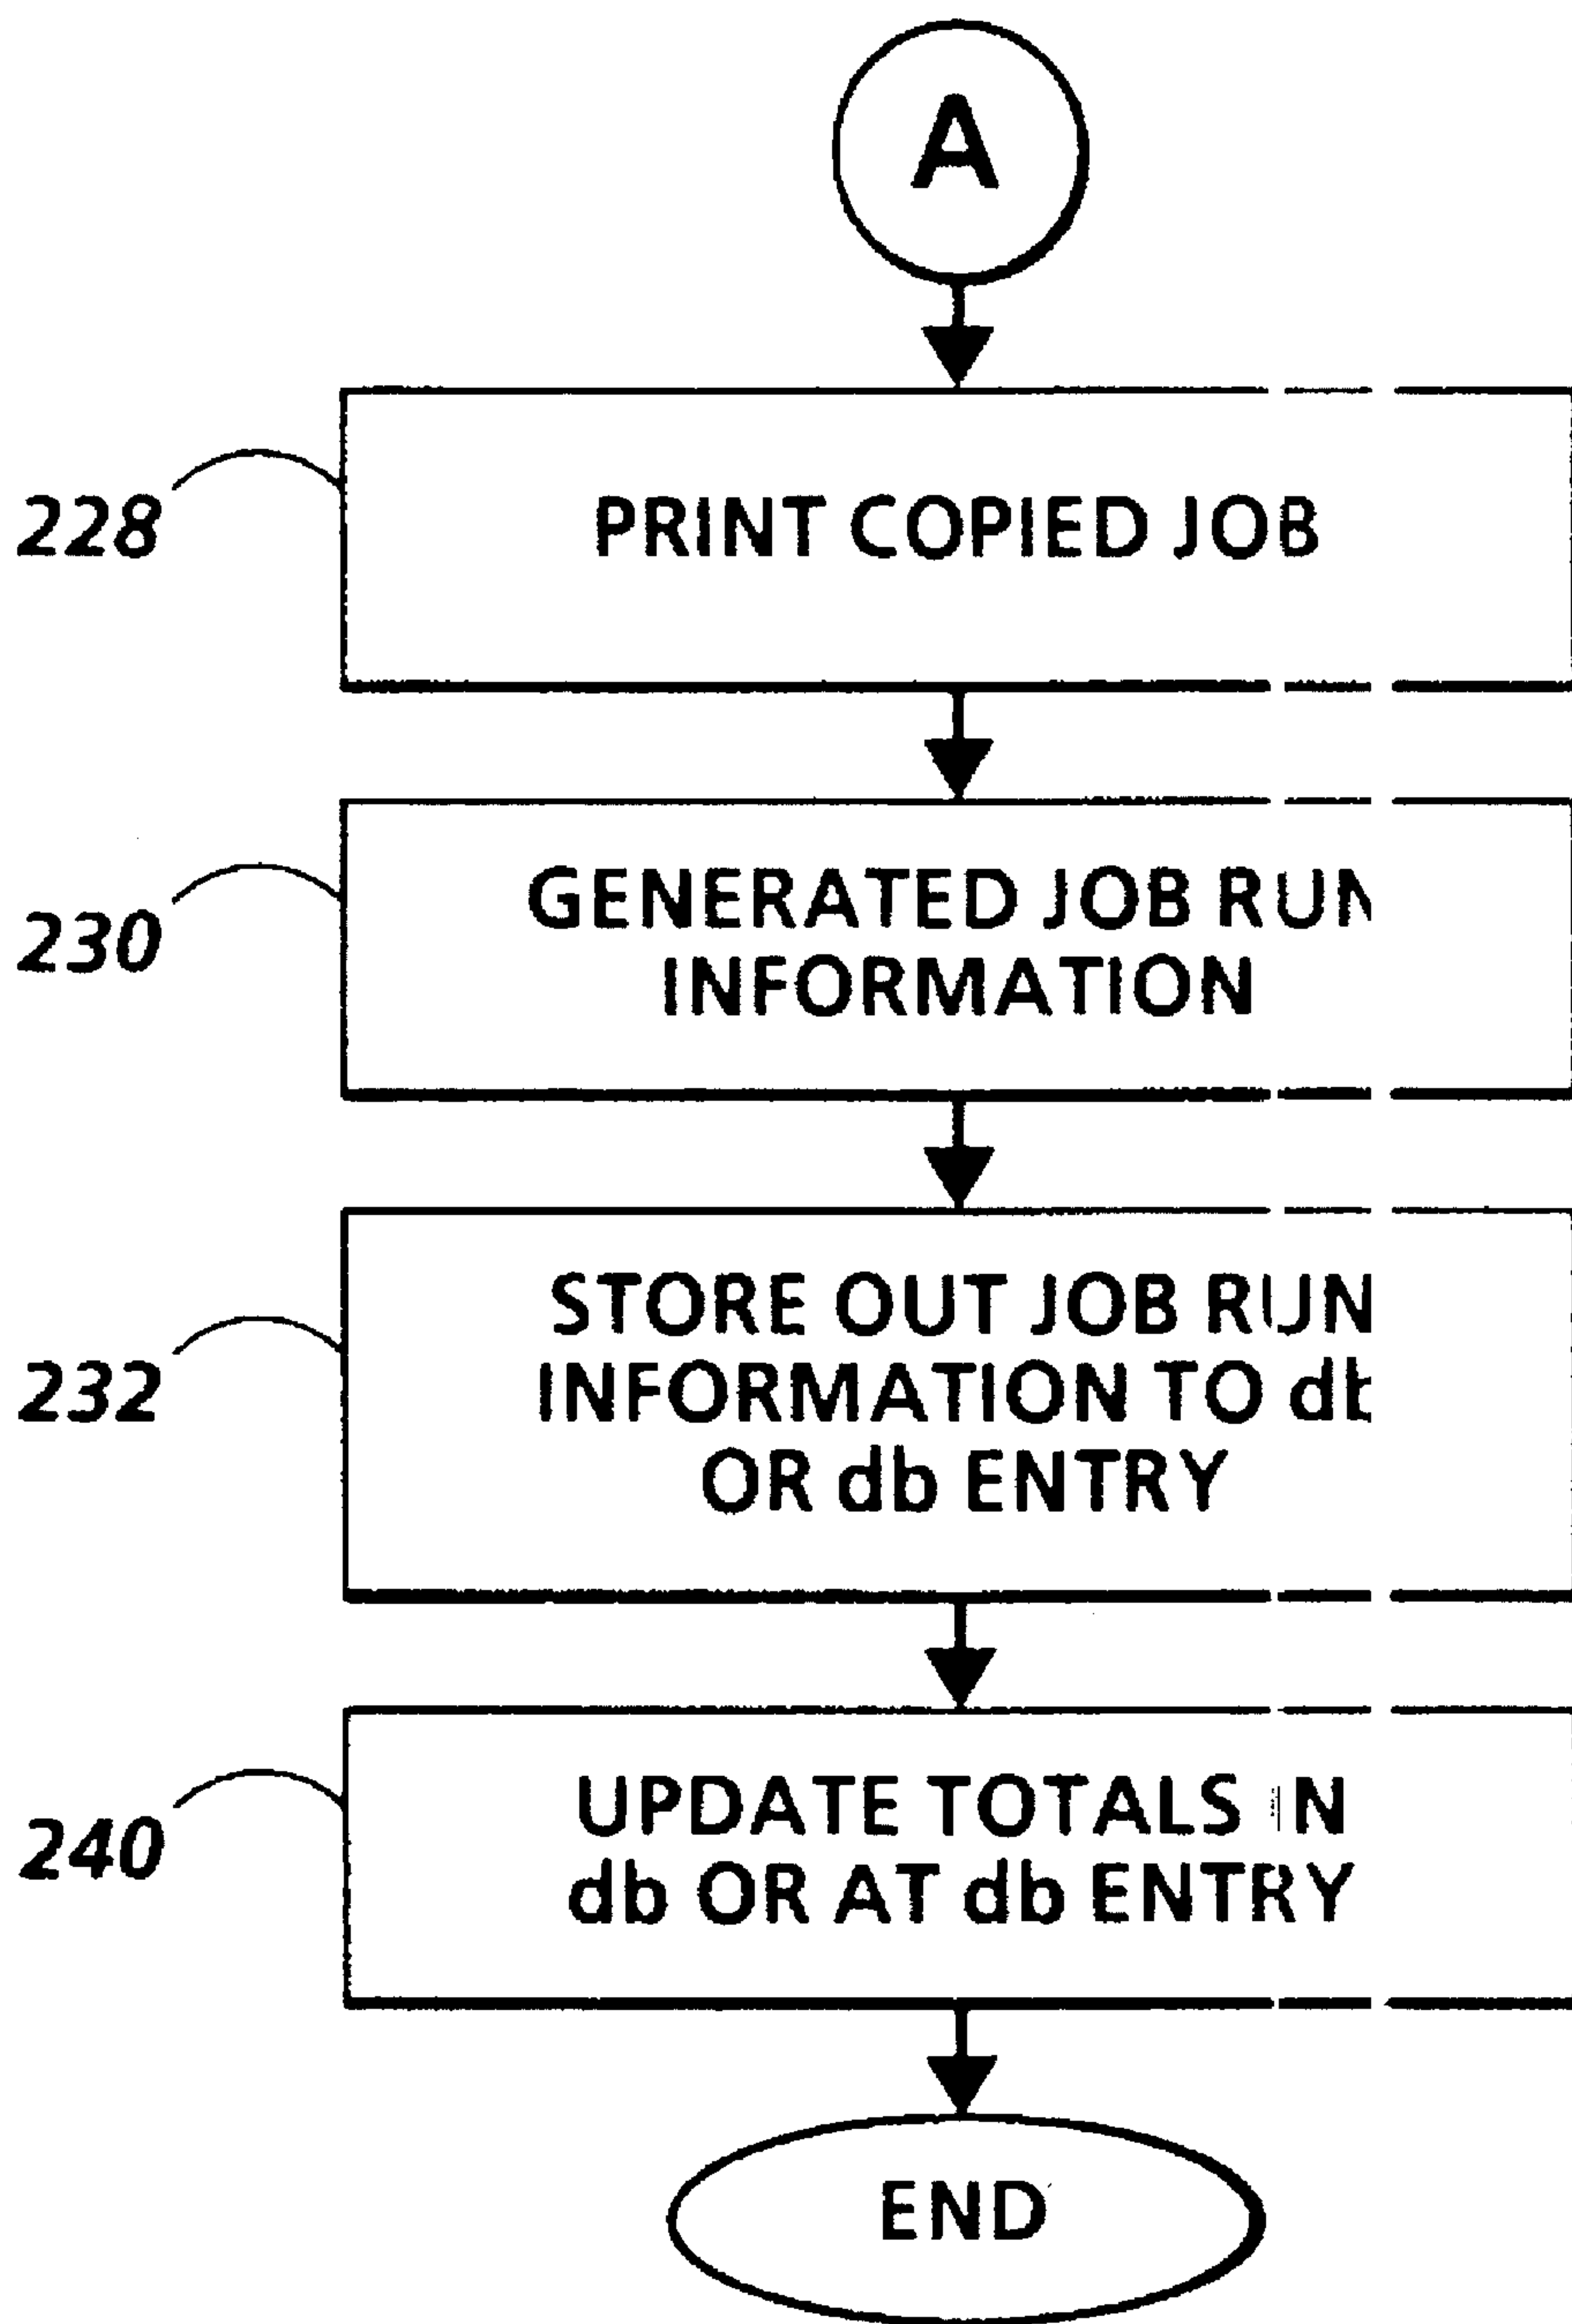 A
228
PRINT COPIED JOB
230
GENERATED JOB RUN
INFORMATION
232
STORE OUT JOB RUN
INFORMATION TO db
OR db ENTRY
240
UPDATE TOTALS IN
db OR AT db ENTRY
END